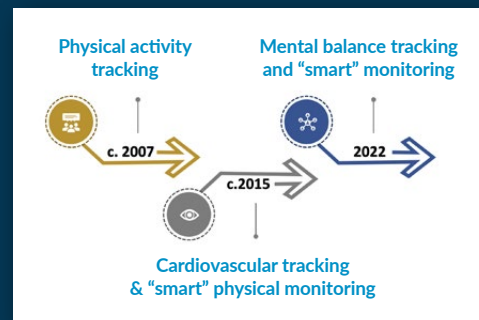 Physical activity
tracking
Mental balance tracking
and “smart” monitoring
c. 2007
c.2015
2022
Cardiovascular tracking
& “smart” physical monitoring